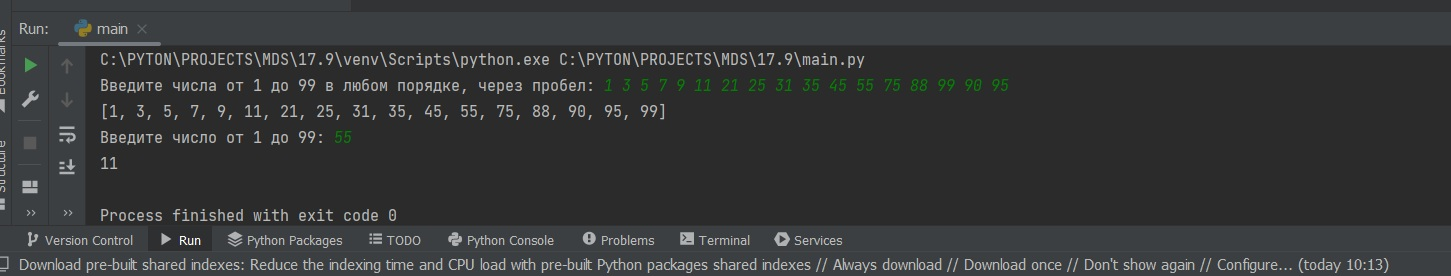 Run: main
C:\PYTON\PROJECTS\MDS\17.9\venv\Scripts\python.exe C:\PYTON\PROJECTS\MDS\17.9\main.py
Введите числа от 1 до 99 в любом порядке, через пробел: 1 3 5 7 9 11 21 25 31 35 45 55 75 88 99 90 95
[1, 3, 5, 7, 9, 11, 21, 25, 31, 35, 45, 55, 75, 88, 90, 95, 99]
Введите число от 1 до 99: 55
11
Process finished with exit code 0
Bookmarks
Structure
Version Control Run Python Packages TODO Python Console Problems Terminal Services
Download pre-built shared indexes: Reduce the indexing time and CPU load with pre-built Python packages shared indexes // Always download // Download once // Don't show again // Configure... (today 10:13)